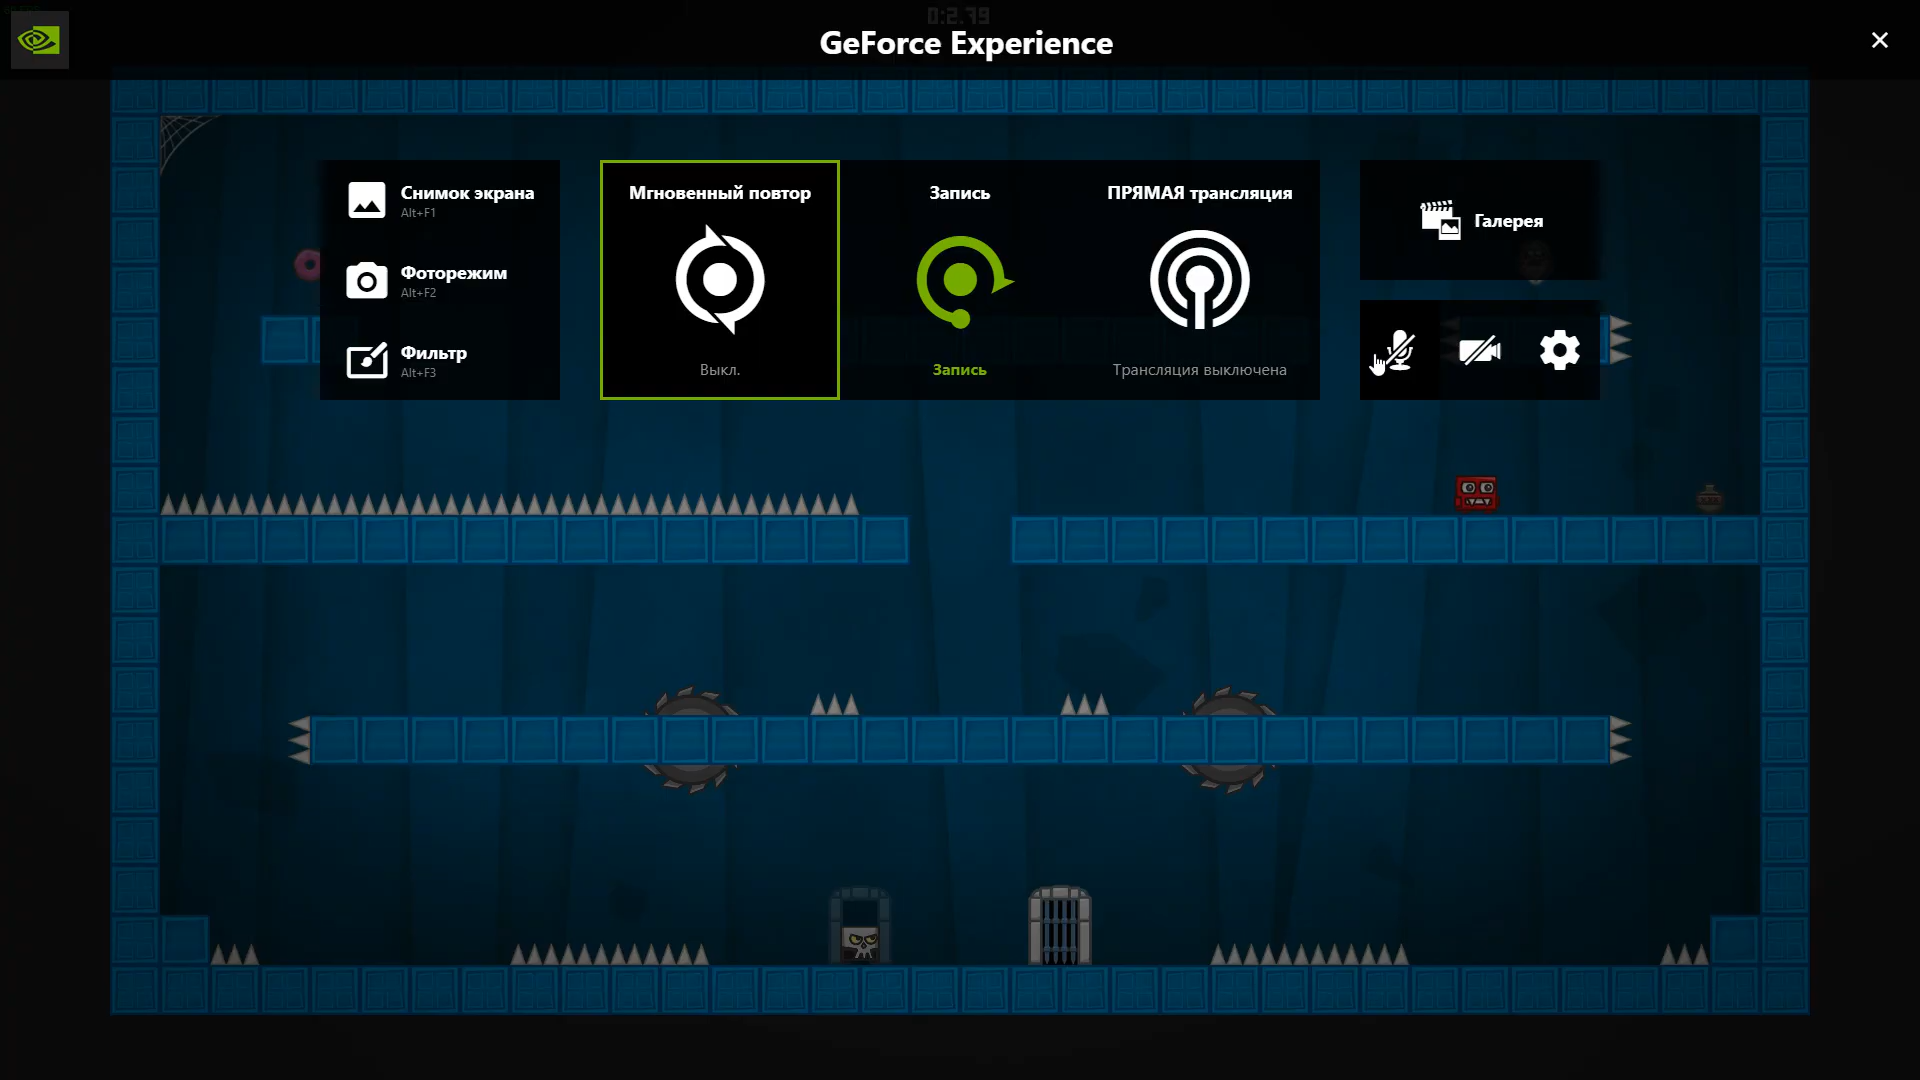 0:2.79
GeForce Experience
Снимок экрана
Alt+F1
Фоторежим
Alt+F2
Фильтр
Alt+F3
Мгновенный повтор
Выкл.
Запись
Запись
ПРЯМАЯ трансляция
Трансляция выключена
Галерея